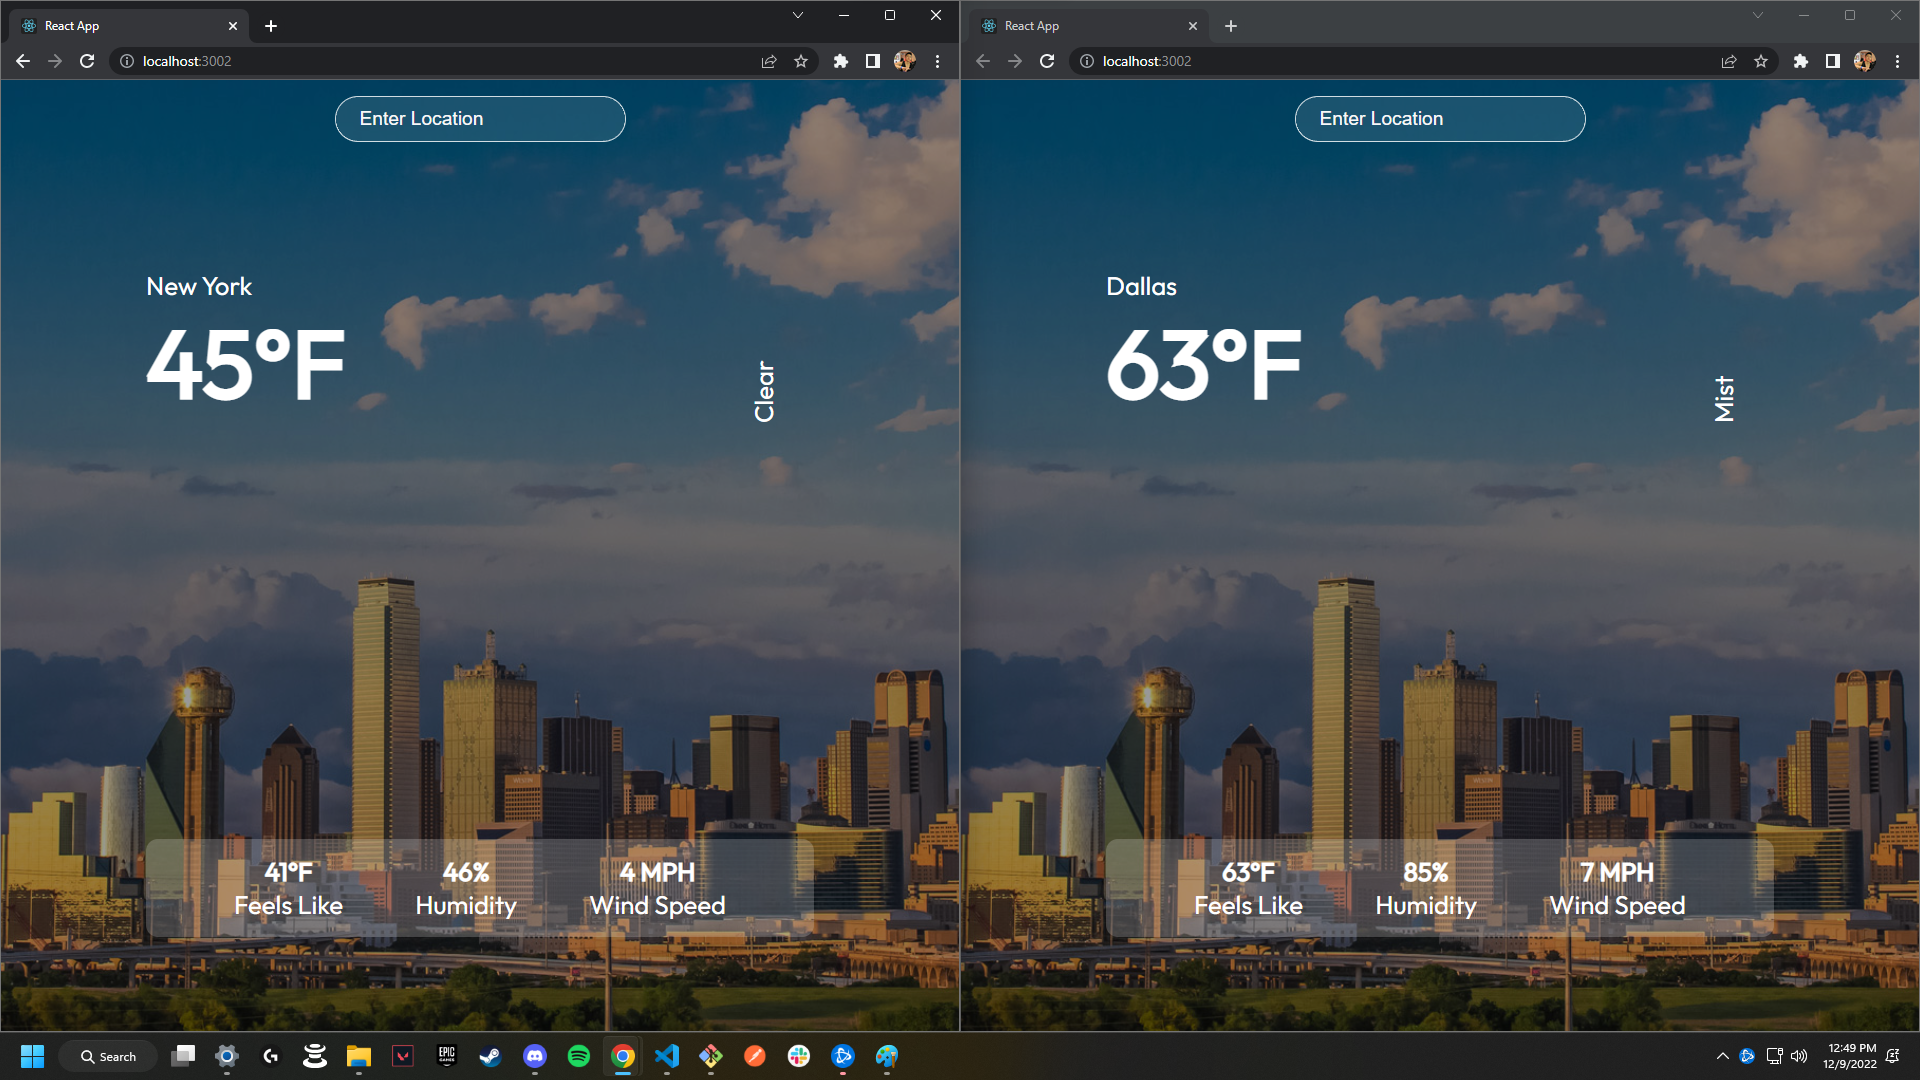 React App
localhost:3002
Enter Location
New York
45°F
Clear
41°F
Feels Like
46%
Humidity
4 MPH
Wind Speed
React App
localhost:3002
Enter Location
Dallas
63°F
Mist
63°F
Feels Like
85%
Humidity
7 MPH
Wind Speed
Search
EPIC
GAMES
12:49 PM
12/9/2022